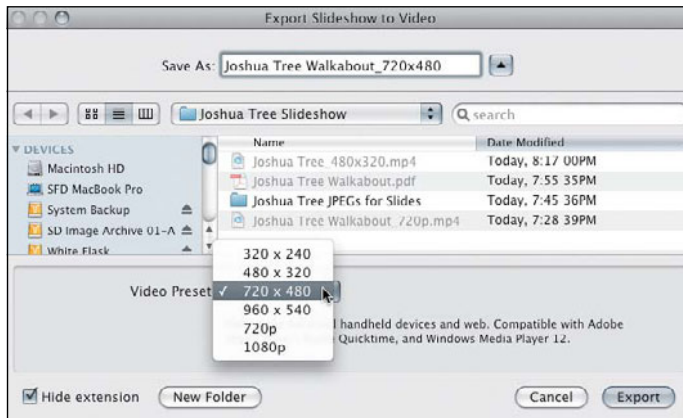 Export Slideshow to Video
Save As: Joshua Tree Walkabout_720x480
Joshua Tree Slideshow
search
DEVICES
Macintosh HD
SFD MacBook Pro
System Backup
SD Image Archive 01-A
White Flask
Name Date Modified
Joshua Tree_480x320.mp4 Today, 8:17 00PM
Joshua Tree Walkabout.pdf Today, 7:55 35PM
Joshua Tree JPEGs for Slides Today, 7:45 36PM
Joshua Tree Walkabout_720p.mp4 Today, 7:28 39PM
Video Preset
320 x 240
480 x 320
✓ 720 x 480
960 x 540
720p
1080p
handheld devices and web. Compatible with Adobe
Quicktime, and Windows Media Player 12.
Hide extension New Folder Cancel Export